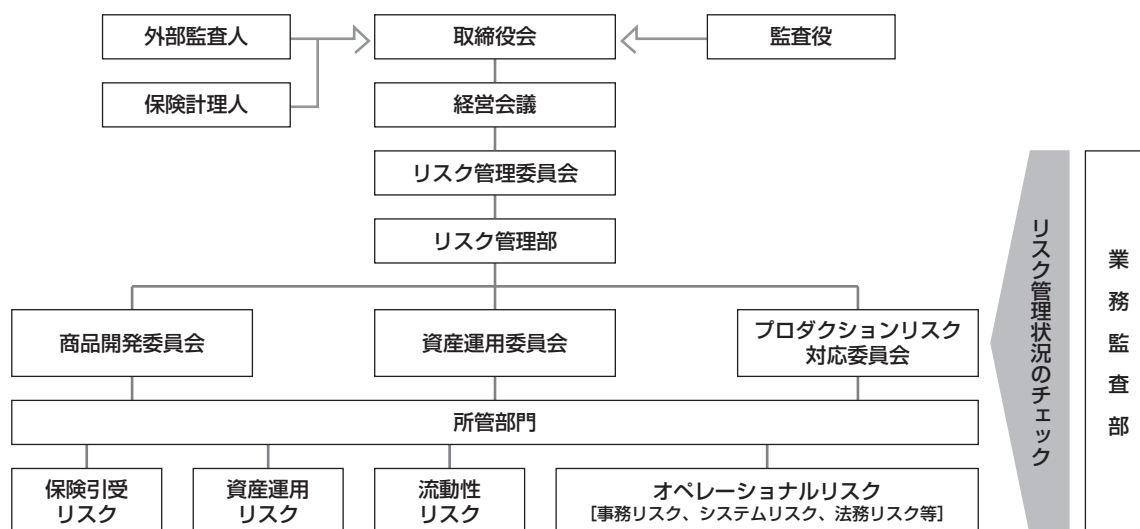 外部監査人
取締役会
監査役
保険計理人
経営会議
リスク管理委員会
リスク管理部
商品開発委員会
資産運用委員会
プロダクションリスク
対応委員会
所管部門
保険引受
リスク
資産運用
リスク
流動性
リスク
オペレーショナルリスク
[事務リスク、システムリスク、法務リスク等]
リスク管理状況のチェック
業務監査部